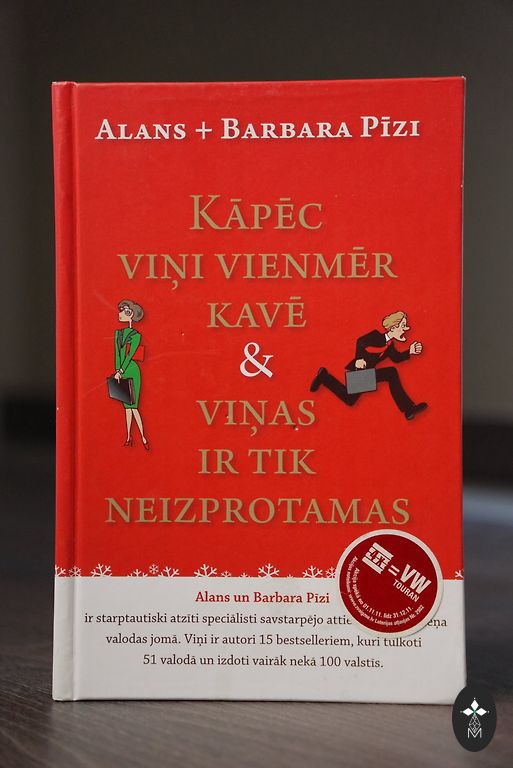 ALANS + BARBARA PĪZI
KĀPĒC
VIŅI VIENMĒR
KAVĒ
&
VIŅAS
IR TIK
NEIZPROTAMAS
=VW
TOURAN
Alans un Barbara Pīzi
ir starptautiski atzīti speciālisti savstarpējo attie
valodas jomā. Viņi ir autori 15 bestselleriem, kuri tulkoti
51 valodā un izdoti vairāk nekā 100 valstīs.
M